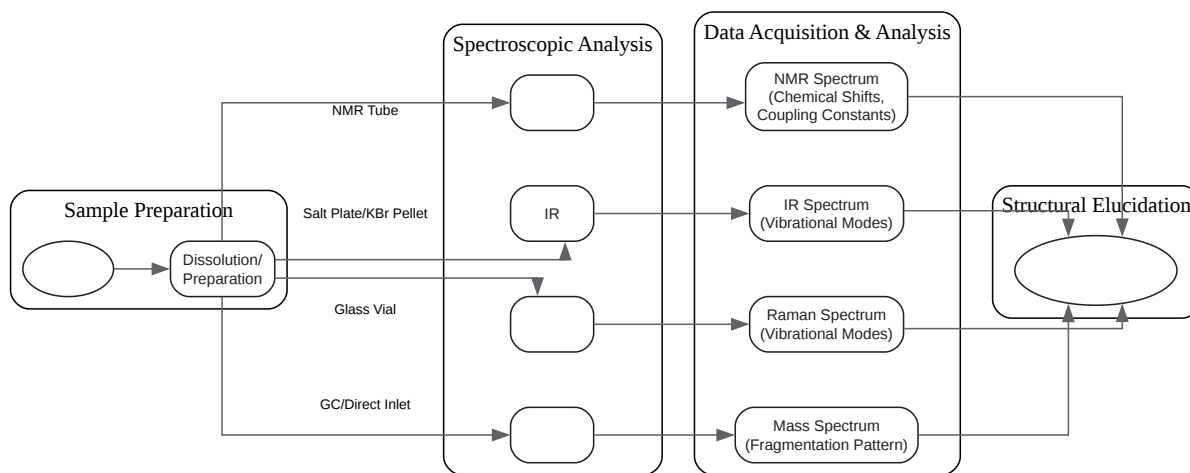 Sample Preparation
Dissolution/
Preparation
NMR Tube
Salt Plate/KBr Pellet
Glass Vial
GC/Direct Inlet
Spectroscopic Analysis
IR
Data Acquisition & Analysis
NMR Spectrum
(Chemical Shifts,
Coupling Constants)
IR Spectrum
(Vibrational Modes)
Raman Spectrum
(Vibrational Modes)
Mass Spectrum
(Fragmentation Pattern)
Structural Elucidation